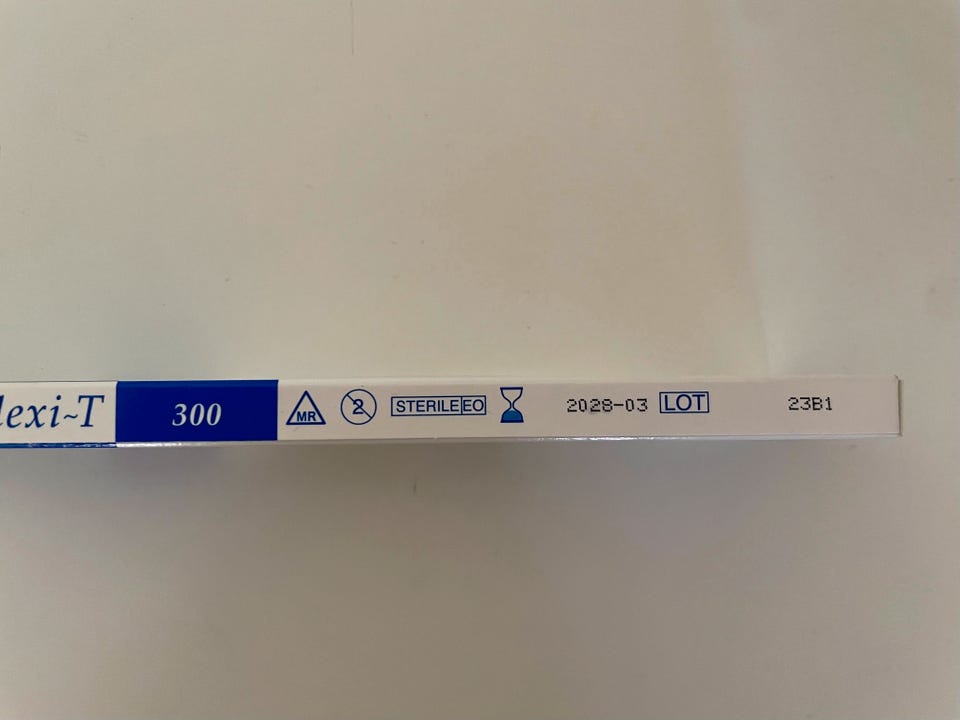 lexi~T 300 MR 2 STERILE EO 2028-03 LOT 23B1